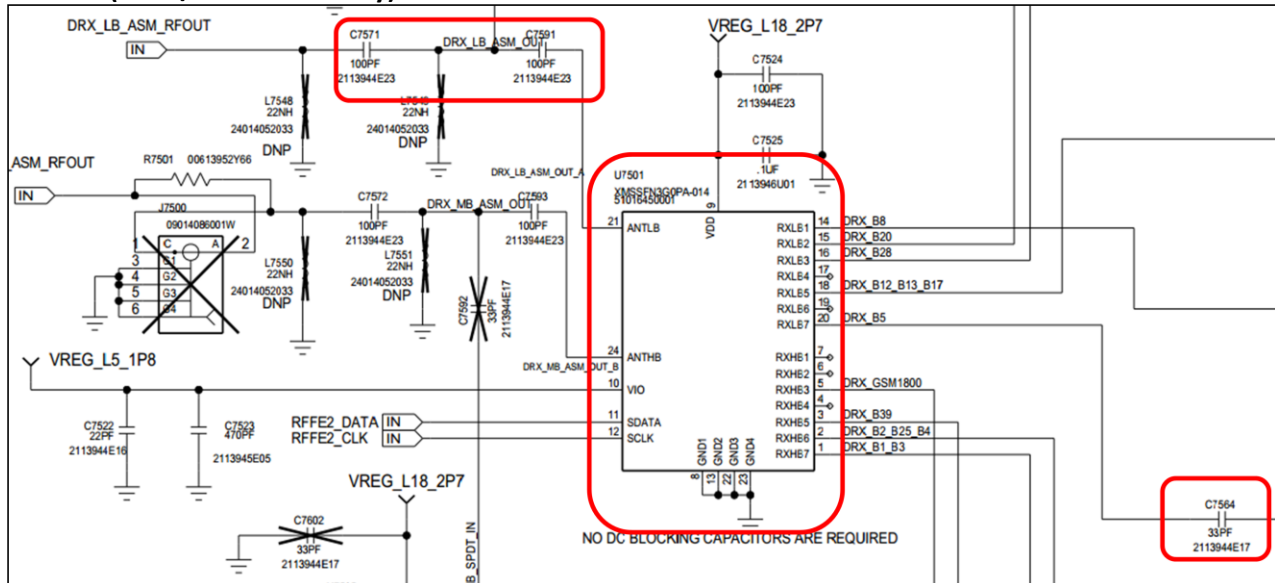 DRX_LB_ASM_RFOUT
IN
C7571
100PF
2113944E23
DRX_LB_ASM_OUT
C7591
100PF
2113944E23
L7548
22NH
24014052033
DNP
22NH
24014052033
DNP
VREG_L18_2P7
C7524
100PF
2113944E23
C7525
.1UF
2113946U01
ASM_RFOUT
IN
R7501 00613952Y66
J7500
09014086001W
1 C A 2
3 G1
4 G2
5 G3
6 G4
L7550
22NH
24014052033
DNP
C7572
100PF
2113944E23
DRX_MB_ASM_OUT
L7551
22NH
24014052033
DNP
C7592
33PF
2113944E17
DRX_LB_ASM_OUT_A
C7593
100PF
2113944E23
DRX_MB_ASM_OUT_B
U7501
XMSSFN3G0PA-014
51016450001
21 ANTLB
9 VDD
24 ANTHB
10 VIO
11 SDATA
12 SCLK
RXLB1 14 DRX_B8
RXLB2 15 DRX_B20
RXLB3 16 DRX_B28
RXLB4 17
RXLB5 18 DRX_B12_B13_B17
RXLB6 19
RXLB7 20 DRX_B5
RXHB1 7
RXHB2 6
RXHB3 5 DRX_GSM1800
RXHB4 4
RXHB5 3 DRX_B39
RXHB6 2 DRX_B2_B25_B4
RXHB7 1 DRX_B1_B3
GND1 GND2 GND3 GND4
8 13 22 23
NO DC BLOCKING CAPACITORS ARE REQUIRED
VREG_L5_1P8
C7522
22PF
2113944E16
C7523
470PF
2113945E05
RFFE2_DATA IN
RFFE2_CLK IN
VREG_L18_2P7
C7602
33PF
2113944E17
B_SPDT_IN
C7564
33PF
2113944E17